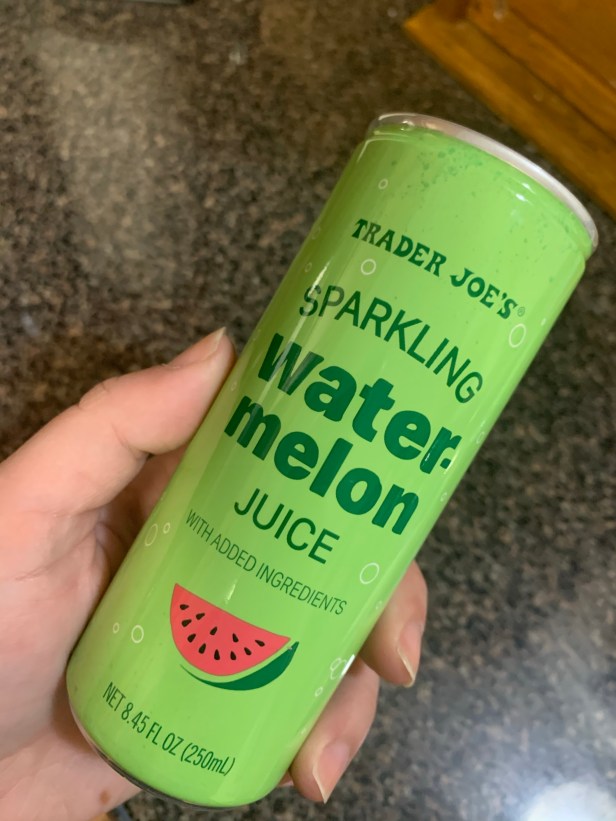 TRADER JOE'S®
SPARKLING
Water-
melon
JUICE
WITH ADDED INGREDIENTS
NET 8.45 FL OZ (250mL)